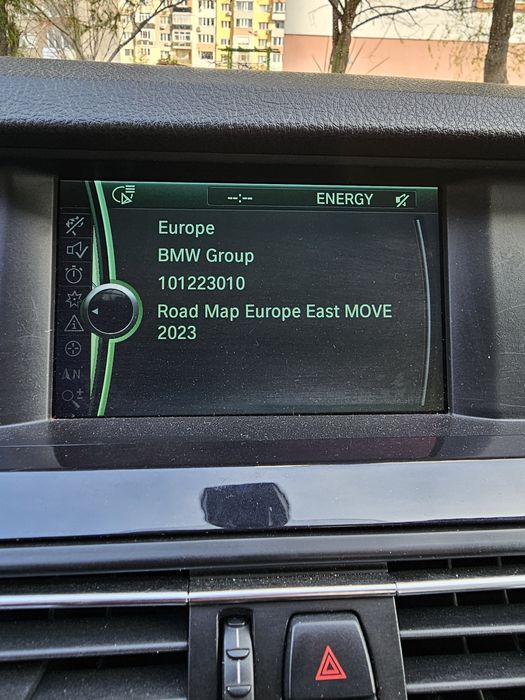 --:-- ENERGY
Europe
BMW Group
101223010
Road Map Europe East MOVE
2023
N